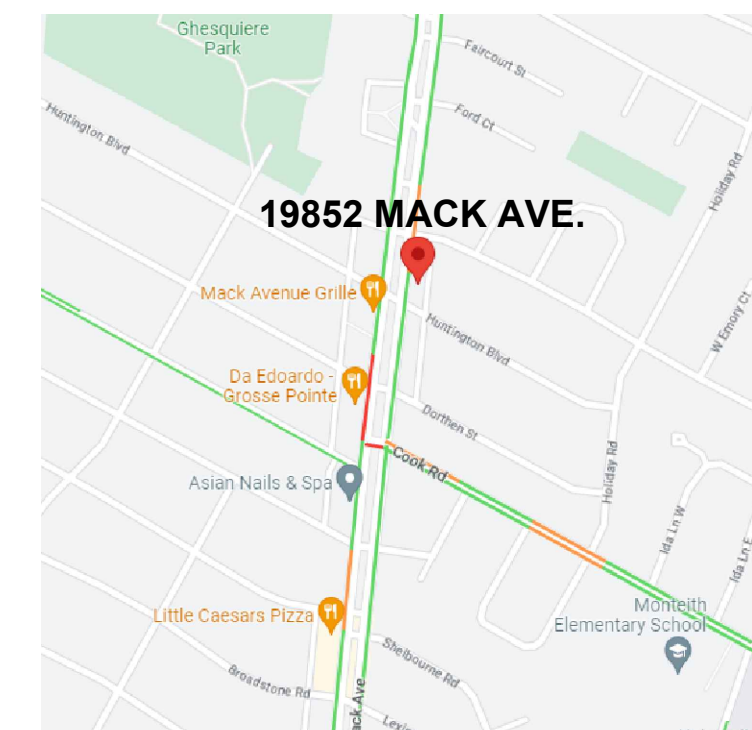 Ghesquiere
Park
Faircourt St
Huntington Blvd
Ford Ct
Holiday Rd
19852 MACK AVE.
Mack Avenue Grille
Huntington Blvd
W Emory Ct
Da Edoardo -
Grosse Pointe
Dorthen St
Cook Rd
Holiday Rd
Asian Nails & Spa
Ida Ln W
Ida Ln E
Monteith
Elementary School
Little Caesars Pizza
Shelbourne Rd
Broadstone Rd
ack Ave
Lexi